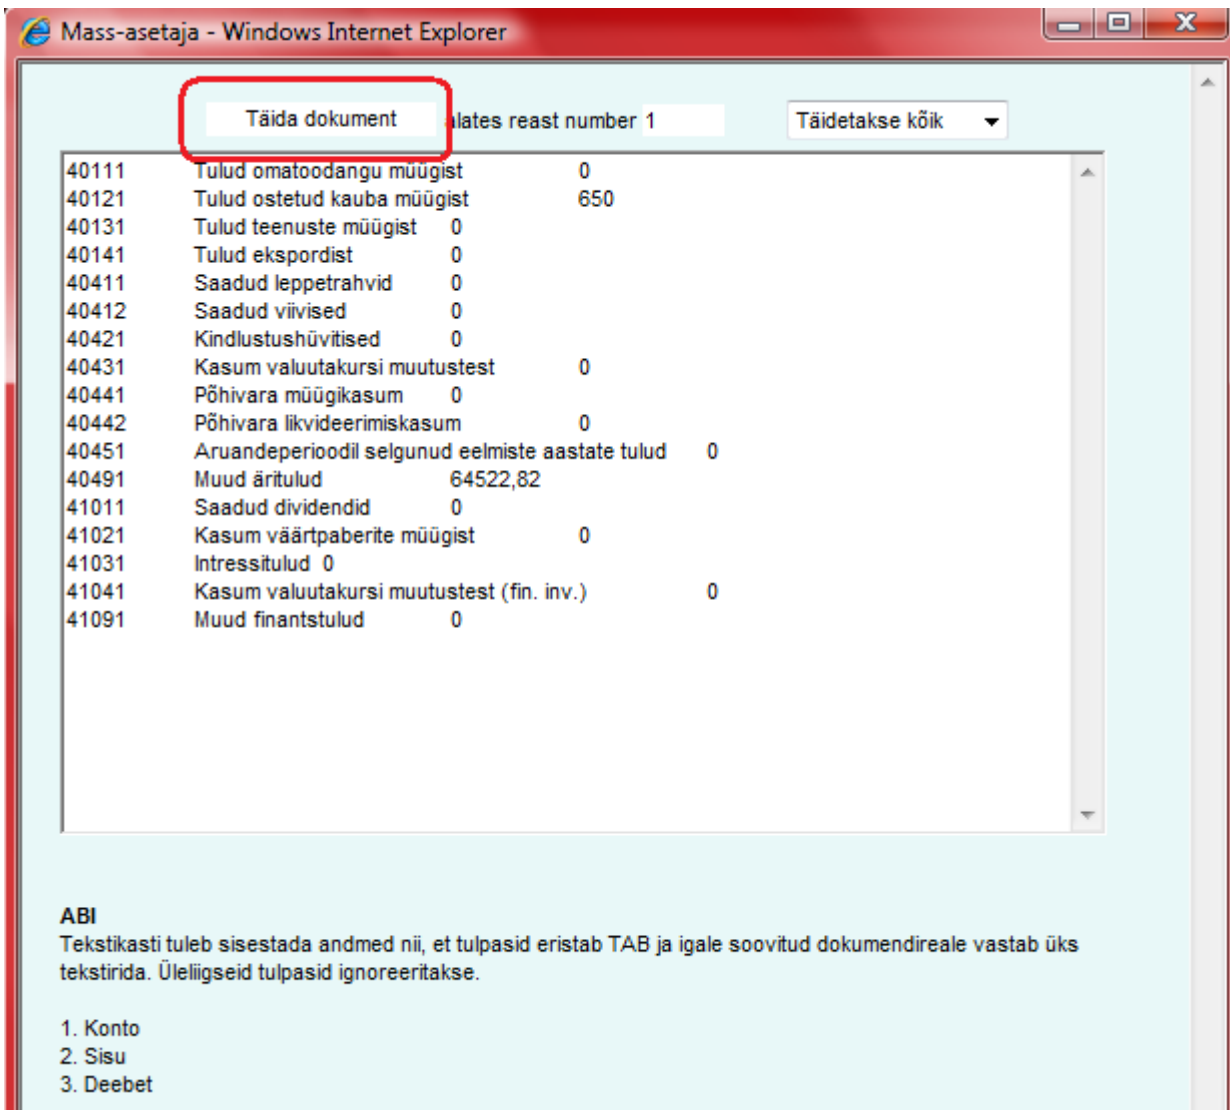 Mass-asetaja - Windows Internet Explorer
Täida dokument alates reast number 1 Täidetakse kõik
40111 Tulud omatoodangu müügist 0
40121 Tulud ostetud kauba müügist 650
40131 Tulud teenuste müügist 0
40141 Tulud ekspordist 0
40411 Saadud leppetrahvid 0
40412 Saadud viivised 0
40421 Kindlustushüvitised 0
40431 Kasum valuutakursi muutustest 0
40441 Põhivara müügikasum 0
40442 Põhivara likvideerimiskasum 0
40451 Aruandeperioodil selgunud eelmiste aastate tulud 0
40491 Muud äritulud 64522,82
41011 Saadud dividendid 0
41021 Kasum väärtpaberite müügist 0
41031 Intressitulud 0
41041 Kasum valuutakursi muutustest (fin. inv.) 0
41091 Muud finantstulud 0
ABI
Tekstikasti tuleb sisestada andmed nii, et tulpasid eristab TAB ja igale soovitud dokumendireale vastab üks
tekstirida. Üleliigseid tulpasid ignoreeritakse.
1. Konto
2. Sisu
3. Deebet